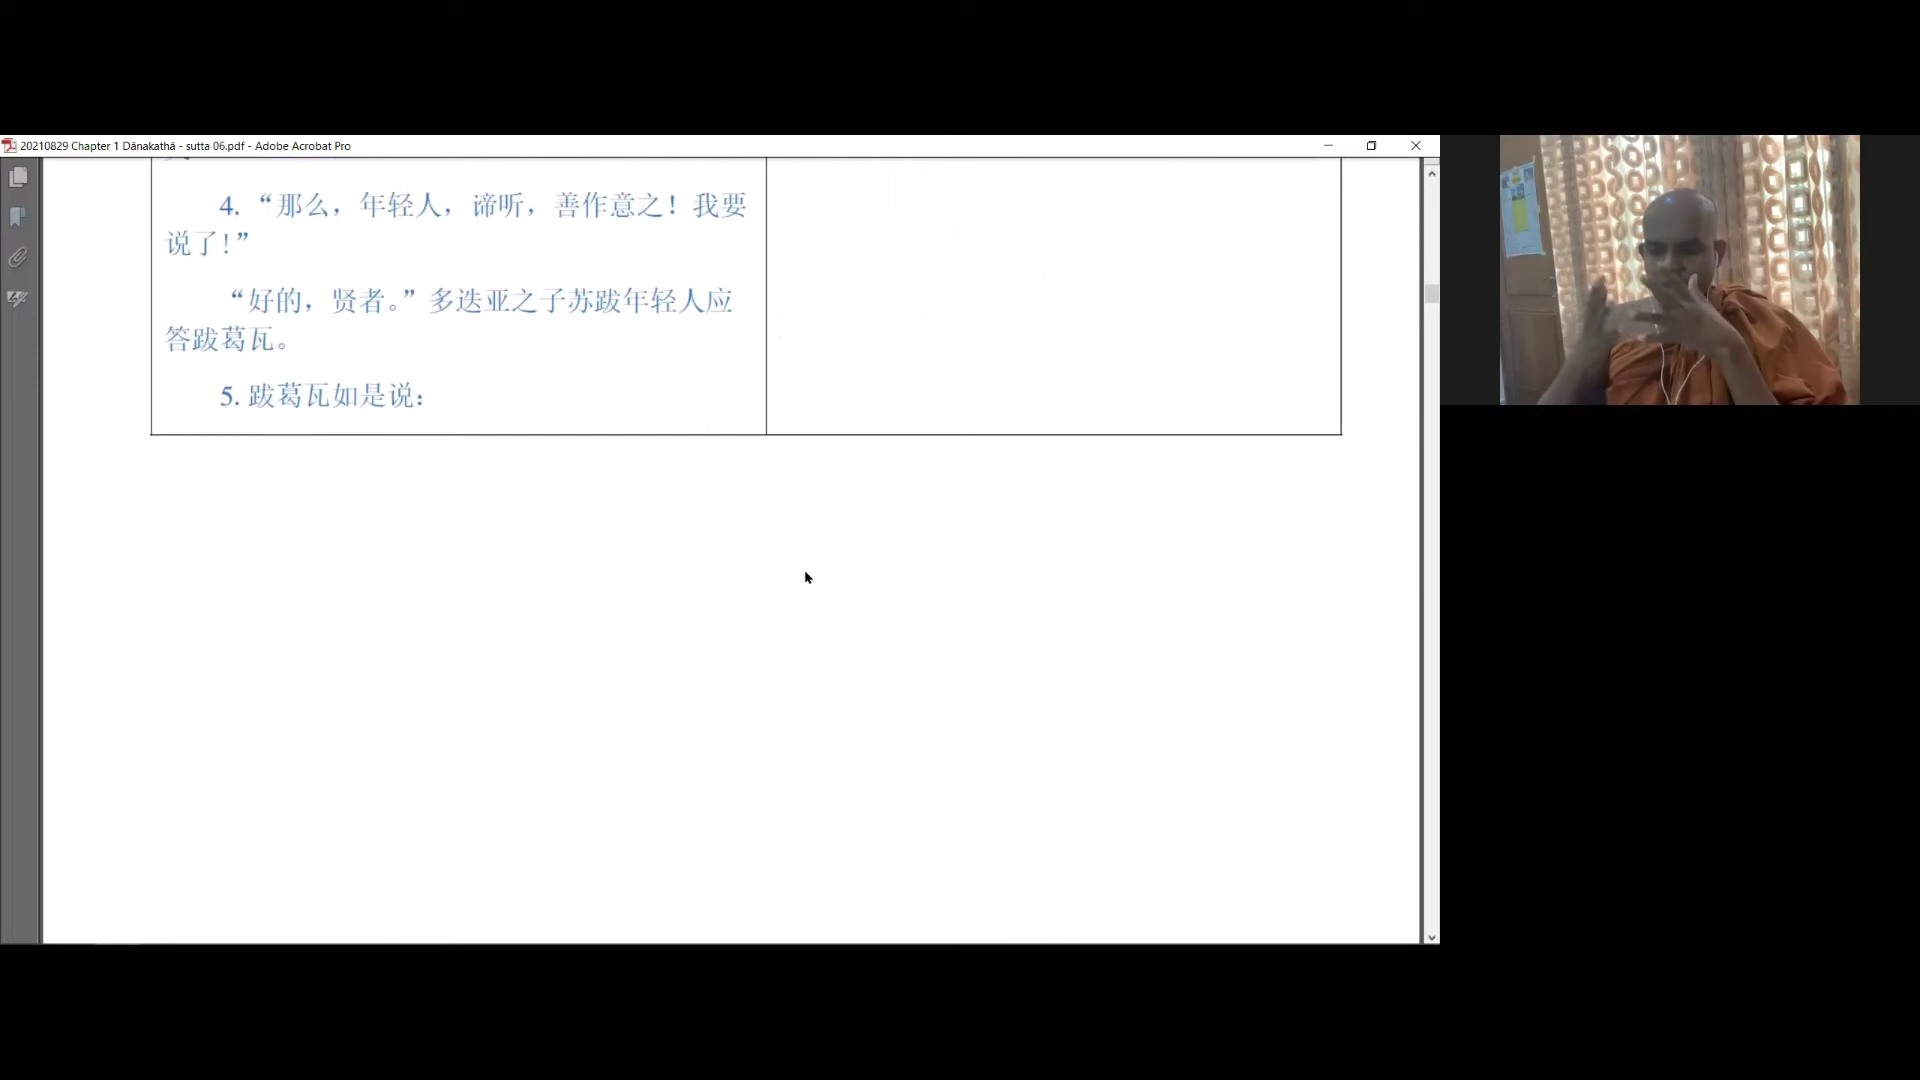 20210829 Chapter 1 Dānakathā - sutta 06.pdf - Adobe Acrobat Pro
4. “那么，年轻人，谛听，善作意之！我要
说了!”
“好的，贤者。”多迭亚之子苏跋年轻人应
答跋葛瓦。
5. 跋葛瓦如是说：